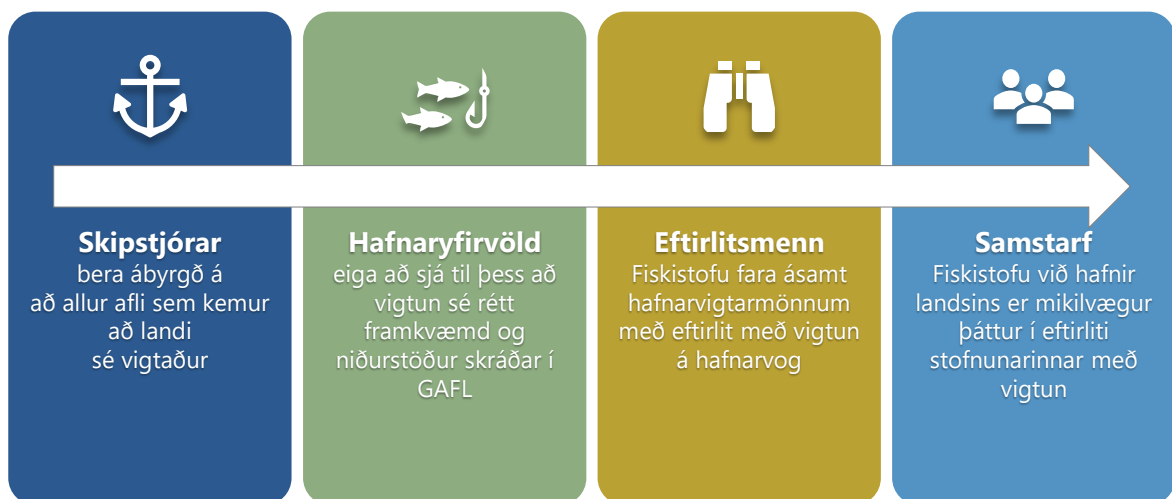 Skipstjórar
bera ábyrgð á
að allur afli sem kemur
að landi
sé vigtaður
Hafnaryfirvöld
eiga að sjá til þess að
vigtun sé rétt
framkvæmd og
niðurstöður skráðar í
GAFL
Eftirlitsmenn
Fiskistofu fara ásamt
hafnarvigtarmönnum
með eftirlit með vigtun
á hafnarvog
Samstarf
Fiskistofu við hafnir
landsins er mikilvægur
þáttur í eftirliti
stofnunarinnar með
vigtun